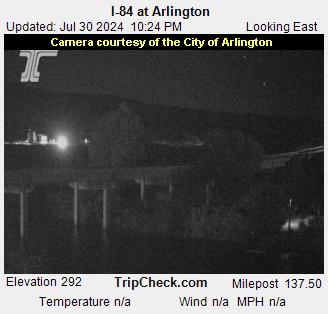 I-84 at Arlington
Updated: Jul 30 2024 10:24 PM Looking East
Camera courtesy of the City of Arlington
Elevation 292 TripCheck.com Milepost 137.50
Temperature n/a Wind n/a MPH n/a